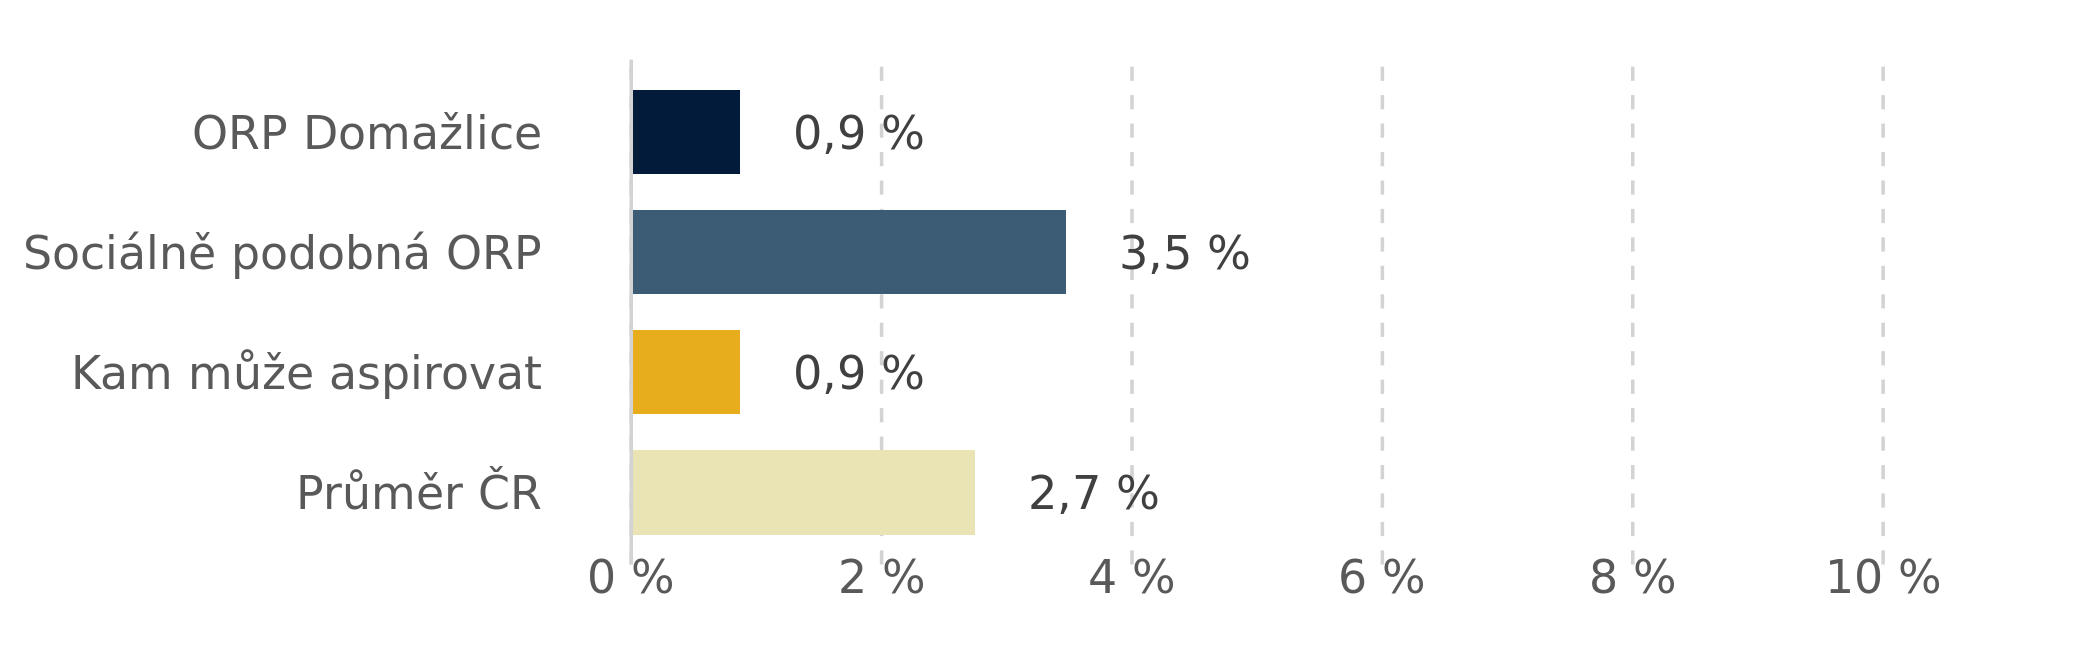 ORP Domažlice 0,9 %
Sociálně podobná ORP 3,5 %
Kam může aspirovat 0,9 %
Průměr ČR 2,7 %
0 % 2 % 4 % 6 % 8 % 10 %